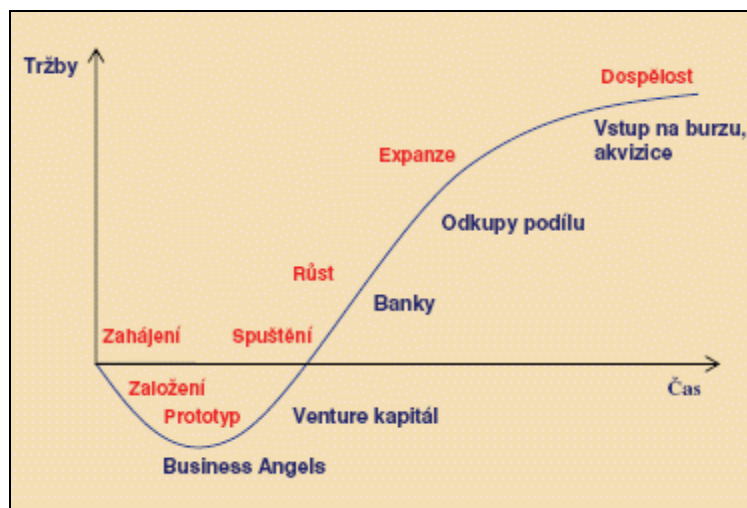 Tržby
Dospělost
Vstup na burzu,
akvizice
Expanze
Odkupy podílu
Růst
Banky
Zahájení
Spuštění
Čas
Založení
Prototyp
Venture kapitál
Business Angels